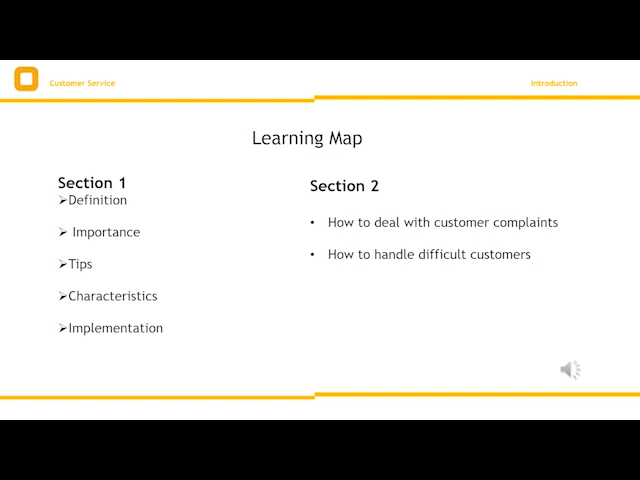 Customer Service
Introduction
Learning Map
Section 1
➢Definition
➢ Importance
➢Tips
➢Characteristics
➢Implementation
Section 2
• How to deal with customer complaints
• How to handle difficult customers